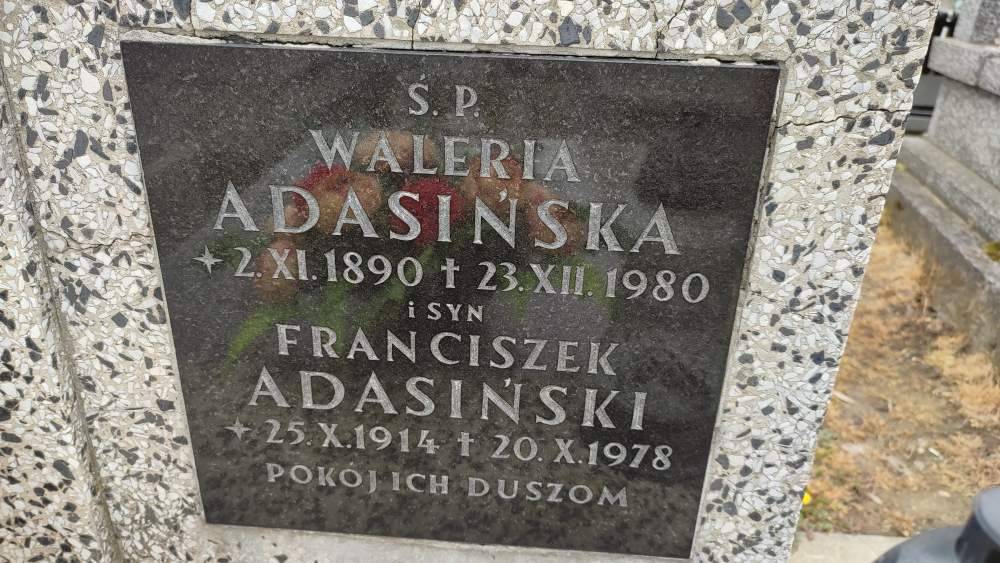 Ś. P.
WALERIA
ADASIŃSKA
* 2.XI.1890 † 23.XII.1980
i SYN
FRANCISZEK
ADASIŃSKI
* 25.X.1914 † 20.X.1978
POKÓJ ICH DUSZOM